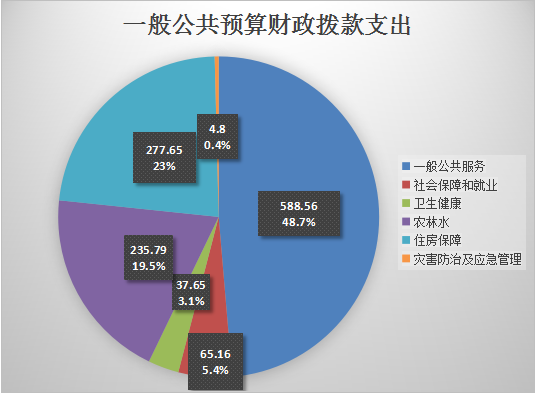 一般公共预算财政拨款支出
4.8
0.4%
277.65
23%
588.56
48.7%
235.79
19.5%
37.65
3.1%
65.16
5.4%
一般公共服务
社会保障和就业
卫生健康
农林水
住房保障
灾害防治及应急管理